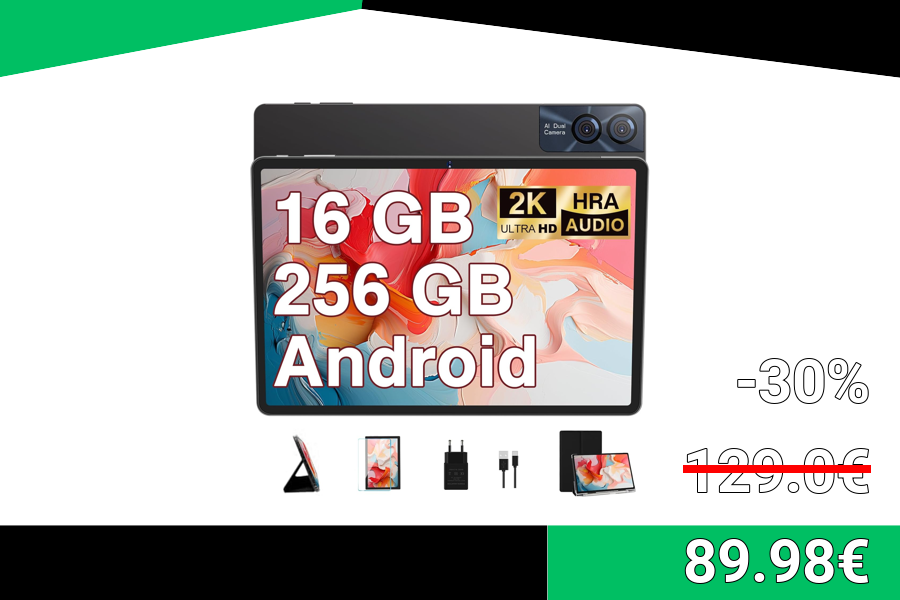 AI Dual
Camera
16 GB
2K
ULTRA HD
HRA
AUDIO
256 GB
Android
-30%
129.0€
89.98€